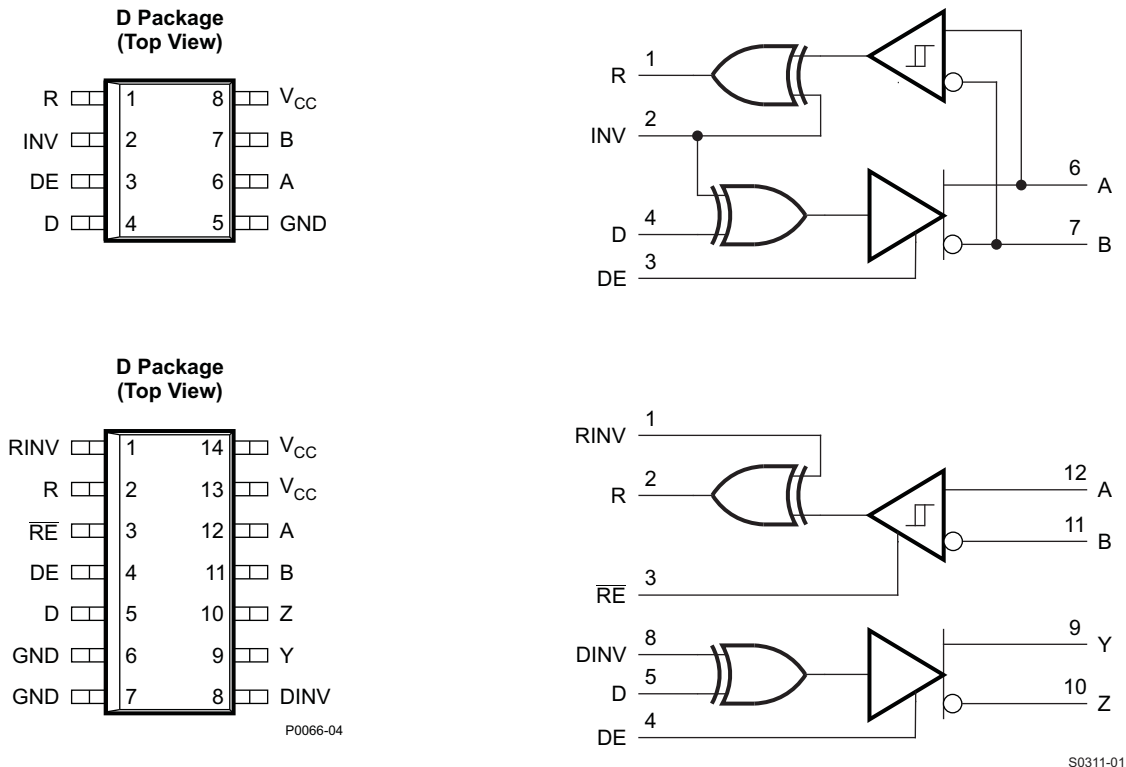 D Package
(Top View)
R 1 8 VCC
INV 2 7 B
DE 3 6 A
D 4 5 GND
R 1
INV 2
D 4
DE 3
6 A
7 B
D Package
(Top View)
RINV 1 14 VCC
R 2 13 VCC
RE 3 12 A
DE 4 11 B
D 5 10 Z
GND 6 9 Y
GND 7 8 DINV
P0066-04
RINV 1
R 2
RE 3
12 A
11 B
DINV 8
D 5
DE 4
9 Y
10 Z
S0311-01